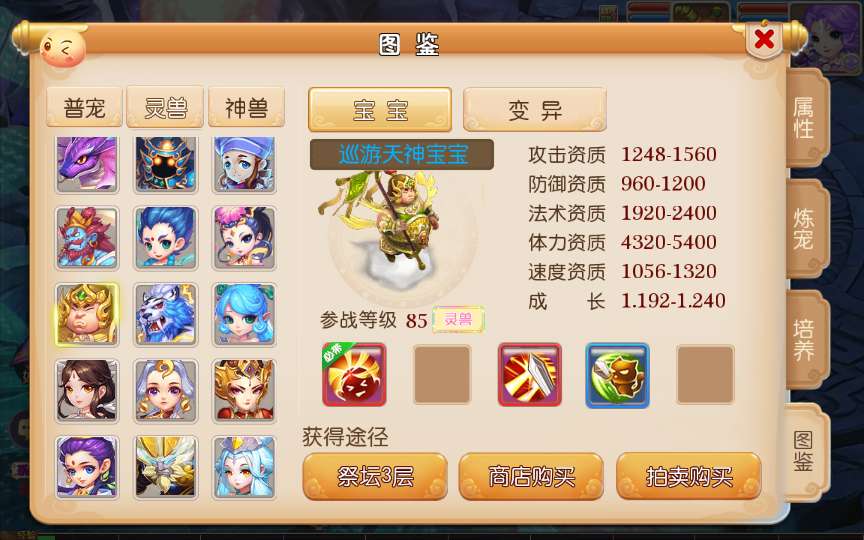 图 鉴
普宠 灵兽 神兽
宝 宝 变 异
巡游天神宝宝
攻击资质 1248-1560
防御资质 960-1200
法术资质 1920-2400
体力资质 4320-5400
速度资质 1056-1320
成 长 1.192-1.240
参战等级 85 灵兽
必带
获得途径
祭坛3层 商店购买 拍卖购买
属性
炼宠
培养
图鉴